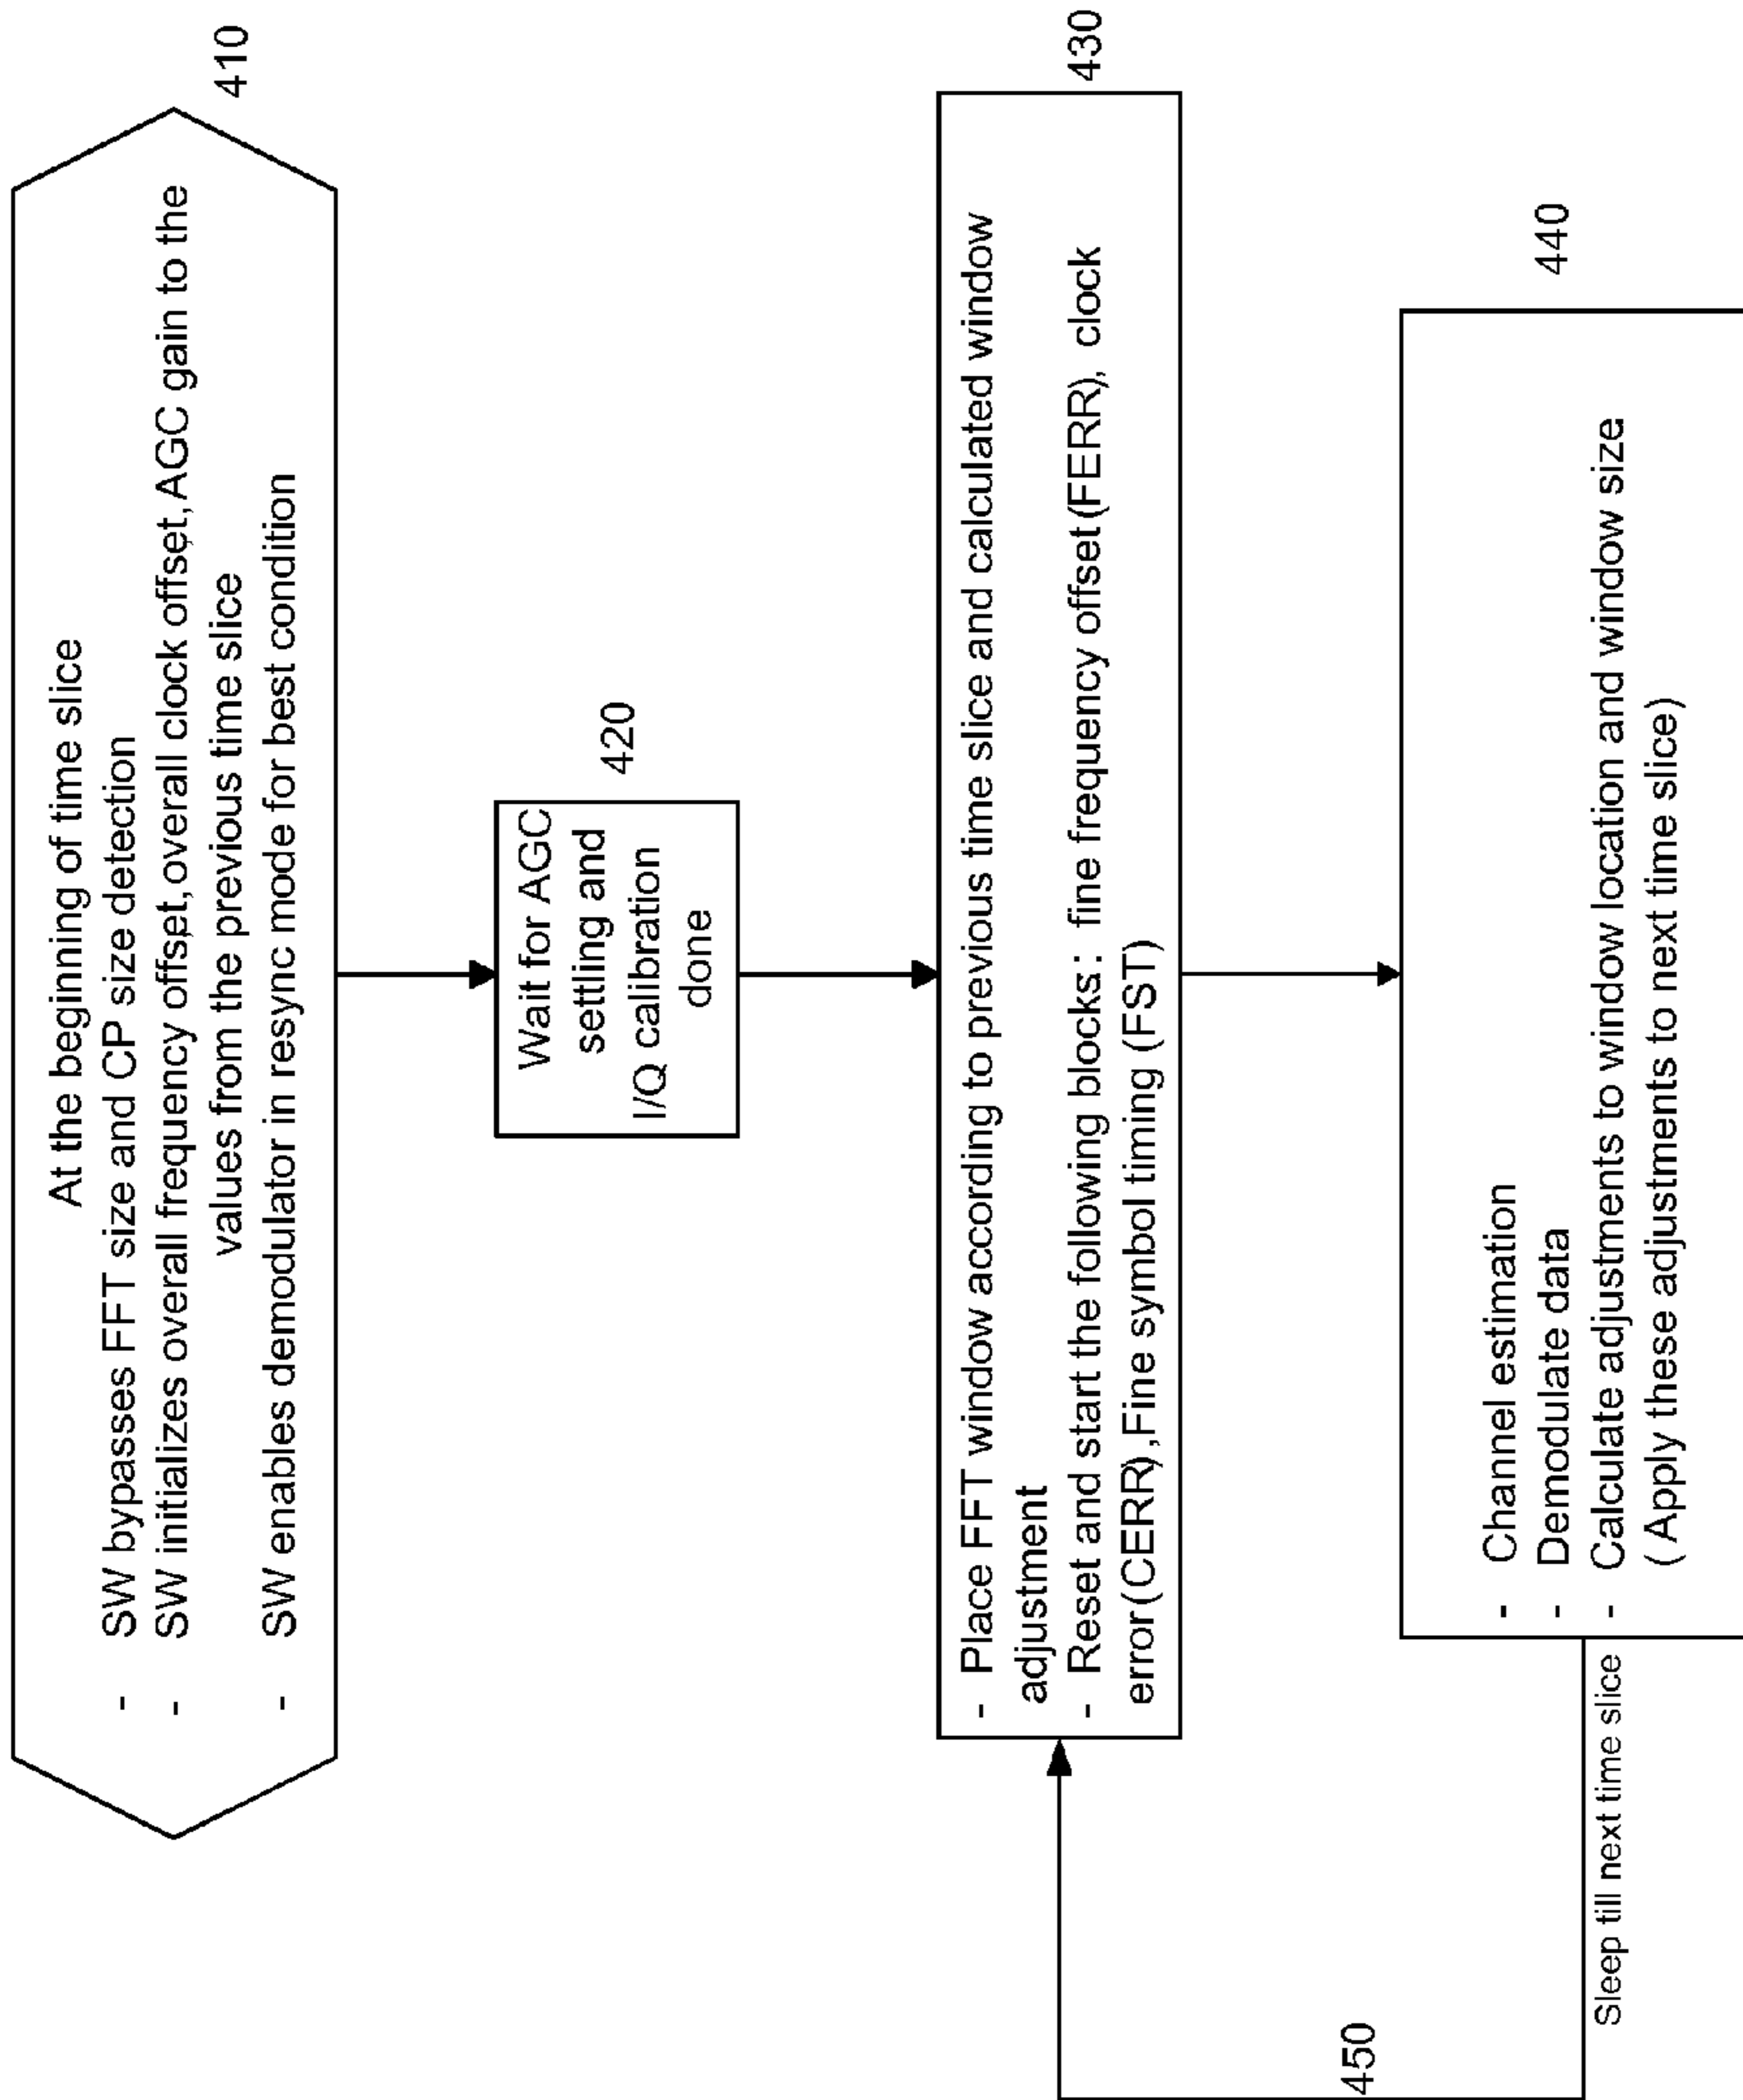 At the beginning of time slice
- SW bypasses FFT size and CP size detection
- SW initializes overall frequency offset, overall clock offset, AGC gain to the
values from the previous time slice
- SW enables demodulator in resync mode for best condition
410
Wait for AGC
settling and
I/Q calibration
done
420
- Place FFT window according to previous time slice and calculated window
adjustment
- Reset and start the following blocks: fine frequency offset (FERR), clock
error (CERR), Fine symbol timing (FST)
430
- Channel estimation
- Demodulate data
- Calculate adjustments to window location and window size
( Apply these adjustments to next time slice)
440
Sleep till next time slice
450